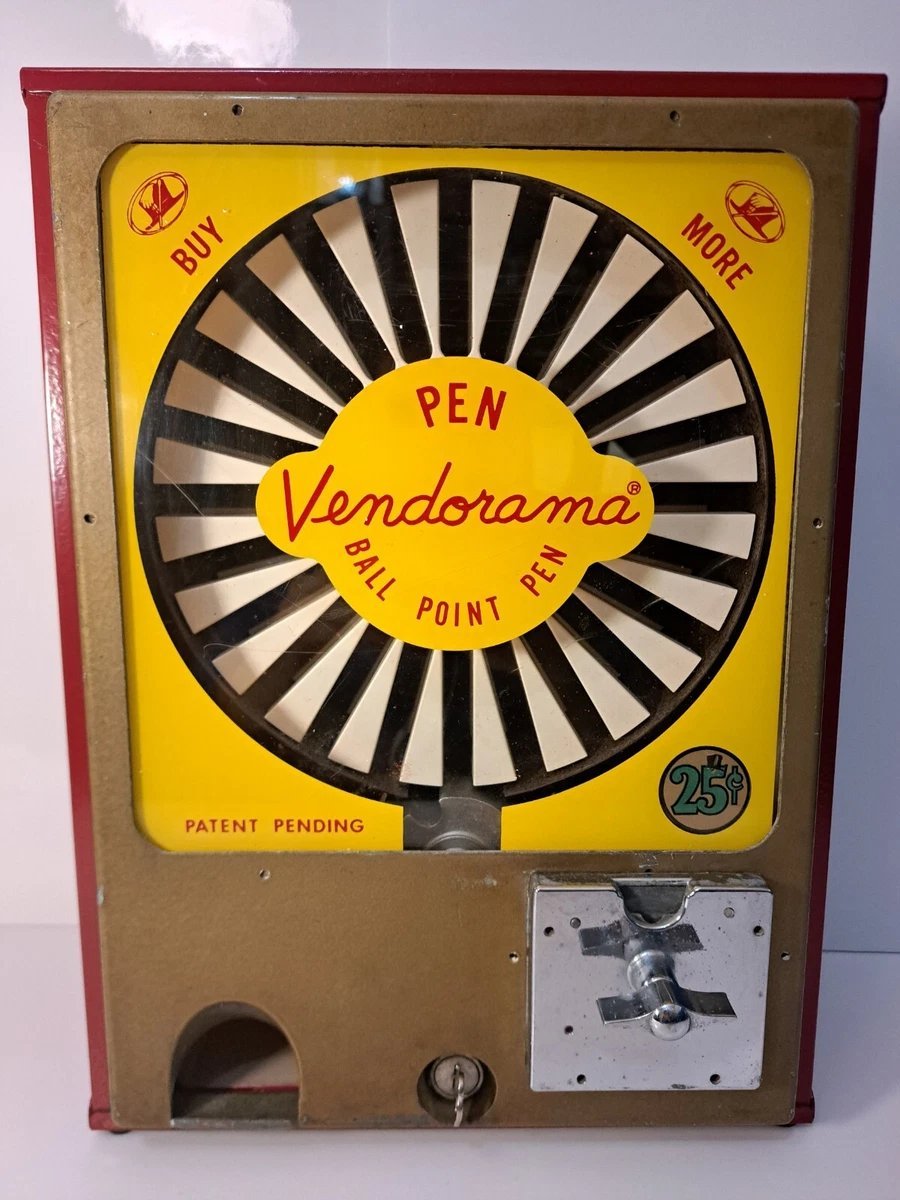 BUY
MORE
PEN
Vendorama®
BALL POINT PEN
25¢
PATENT PENDING